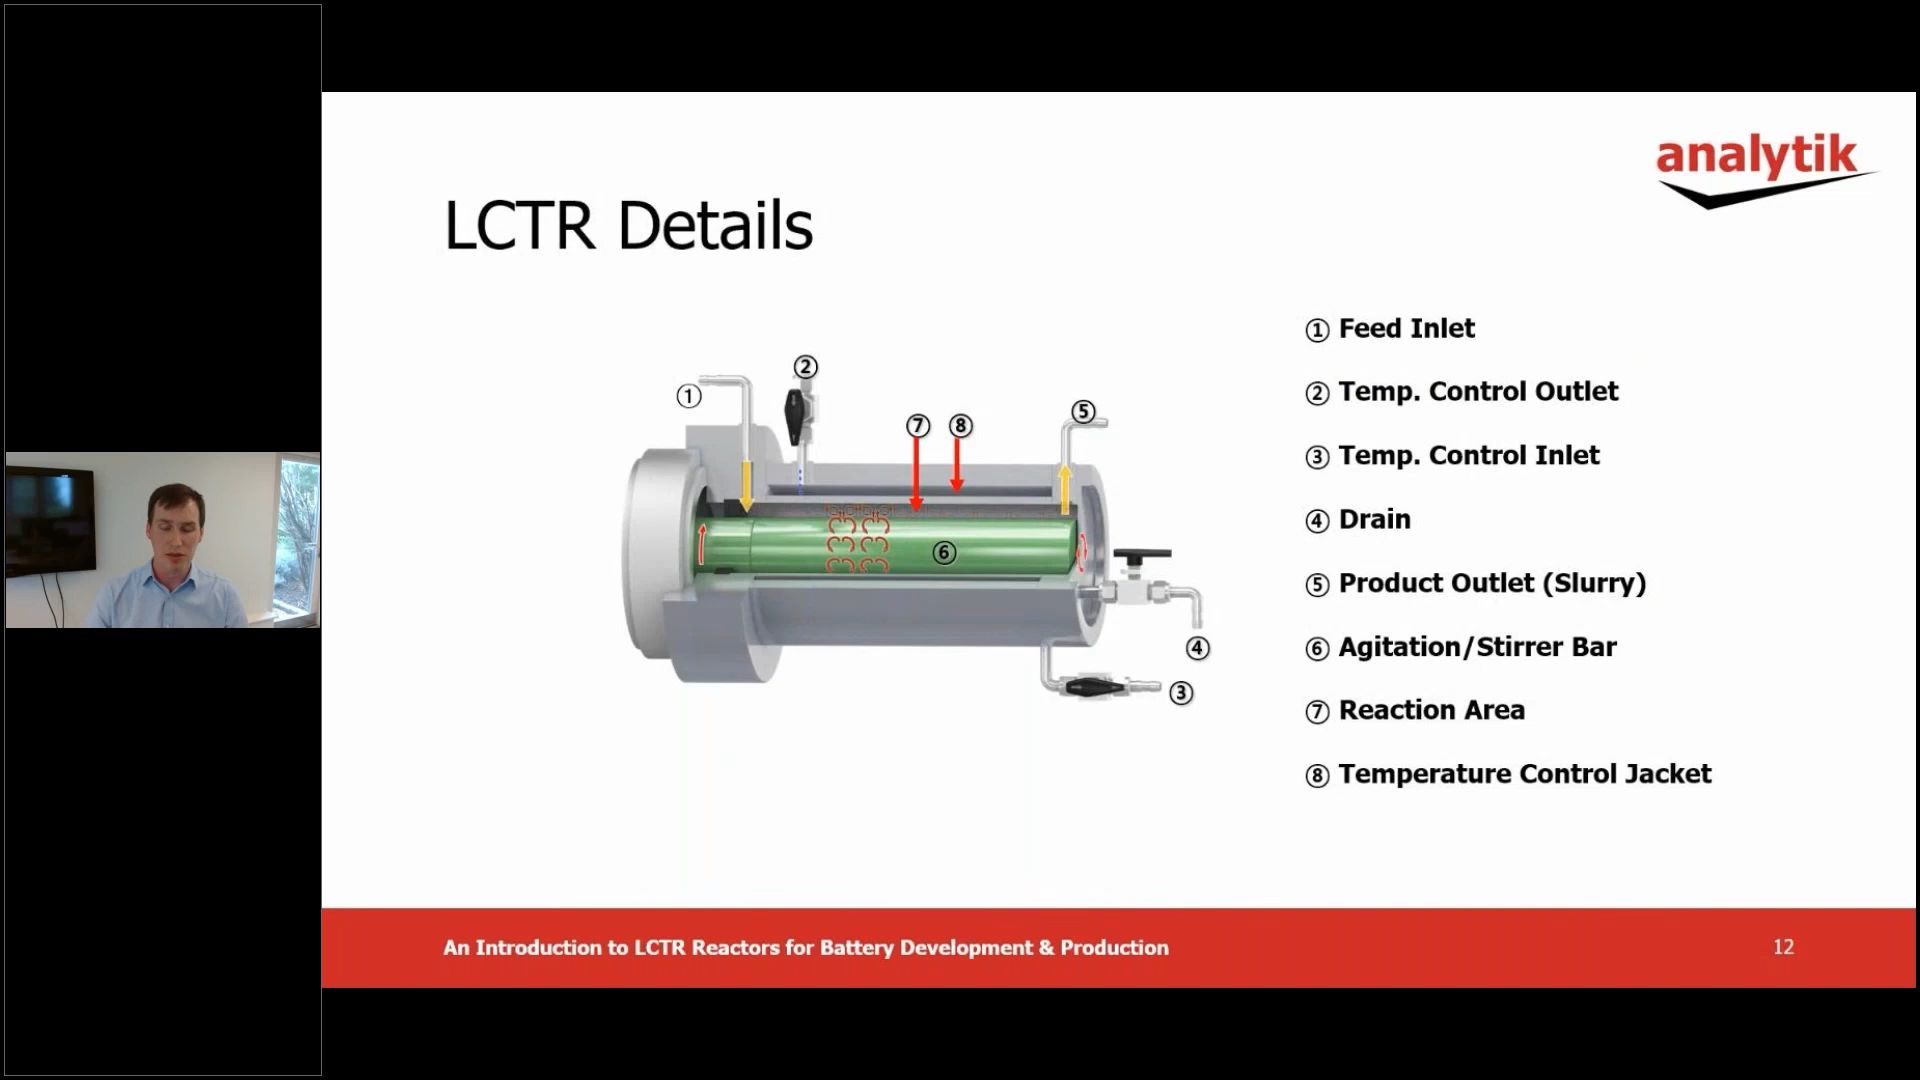 analytik
LCTR Details
① Feed Inlet
② Temp. Control Outlet
③ Temp. Control Inlet
④ Drain
⑤ Product Outlet (Slurry)
⑥ Agitation/Stirrer Bar
⑦ Reaction Area
⑧ Temperature Control Jacket
①
②
⑦
⑧
⑤
⑥
④
③
An Introduction to LCTR Reactors for Battery Development & Production
12